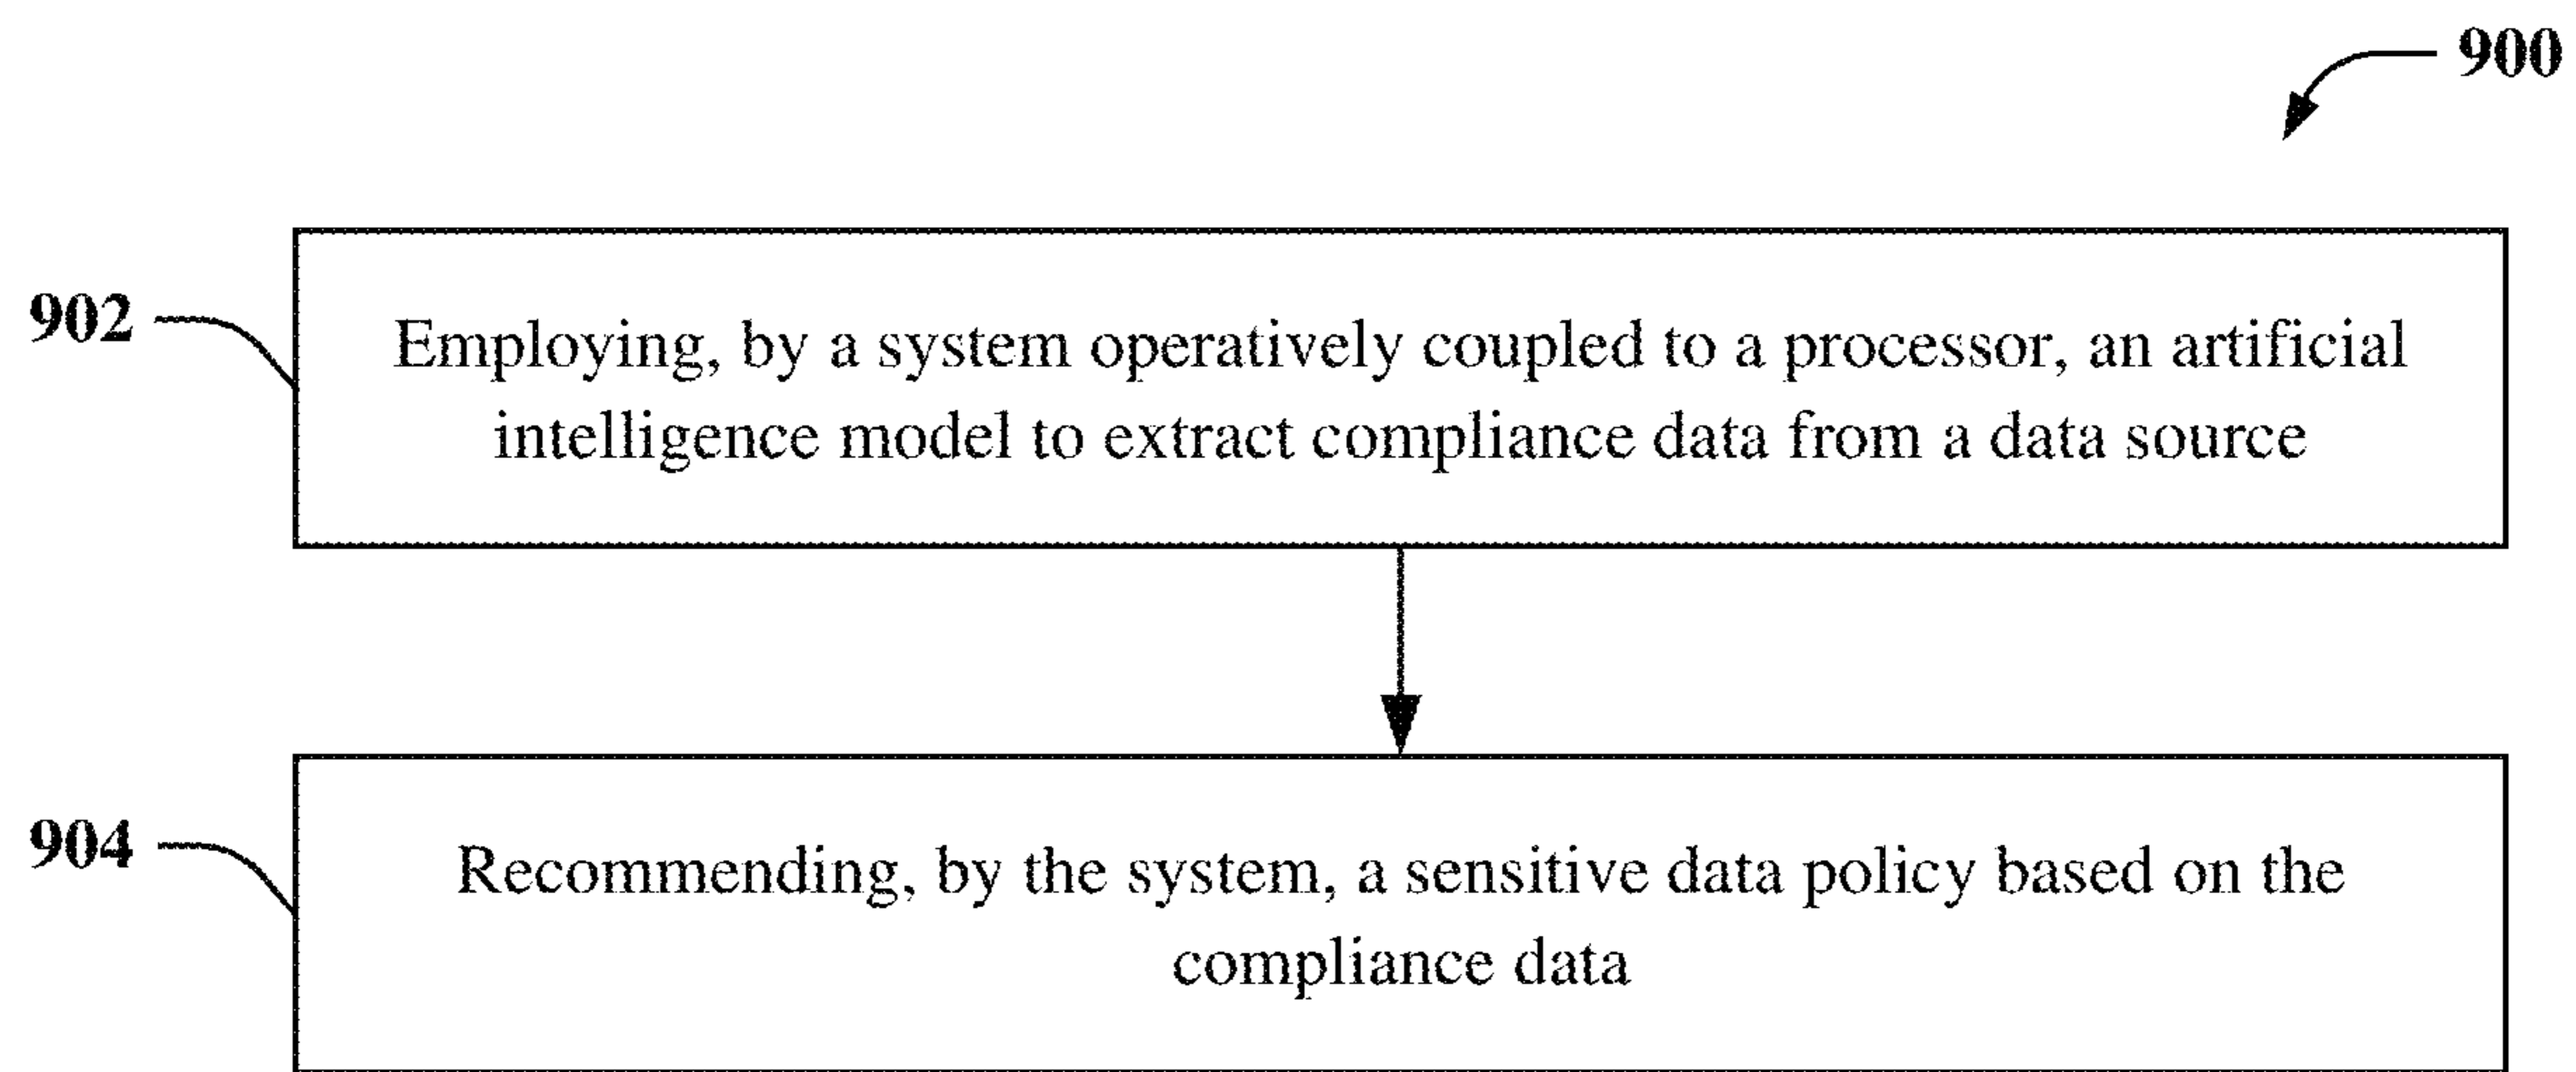 900
902
Employing, by a system operatively coupled to a processor, an artificial
intelligence model to extract compliance data from a data source
904
Recommending, by the system, a sensitive data policy based on the
compliance data